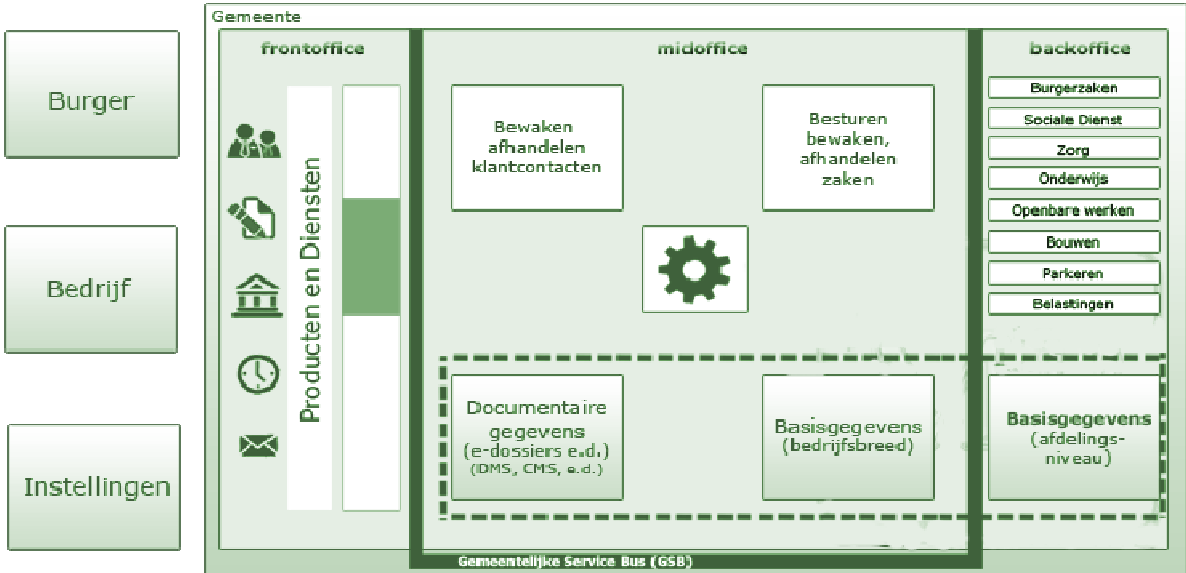 Gemeente
Burger
Bedrijf
Instellingen
frontoffice
Producten en Diensten
midoffice
Bewaken
afhandelen
klantcontacten
Besturen
bewaken,
afhandelen
zaken
Documentaire
gegevens
(e-dossiers e.d.)
(IDMS, CMS, e.d.)
Basisgegevens
(bedrijfsbreed)
backoffice
Burgerzaken
Sociale Dienst
Zorg
Onderwijs
Openbare werken
Bouwen
Parkeren
Belastingen
Basisgegevens
(afdelings-
niveau)
Gemeentelijke Service Bus (GSB)